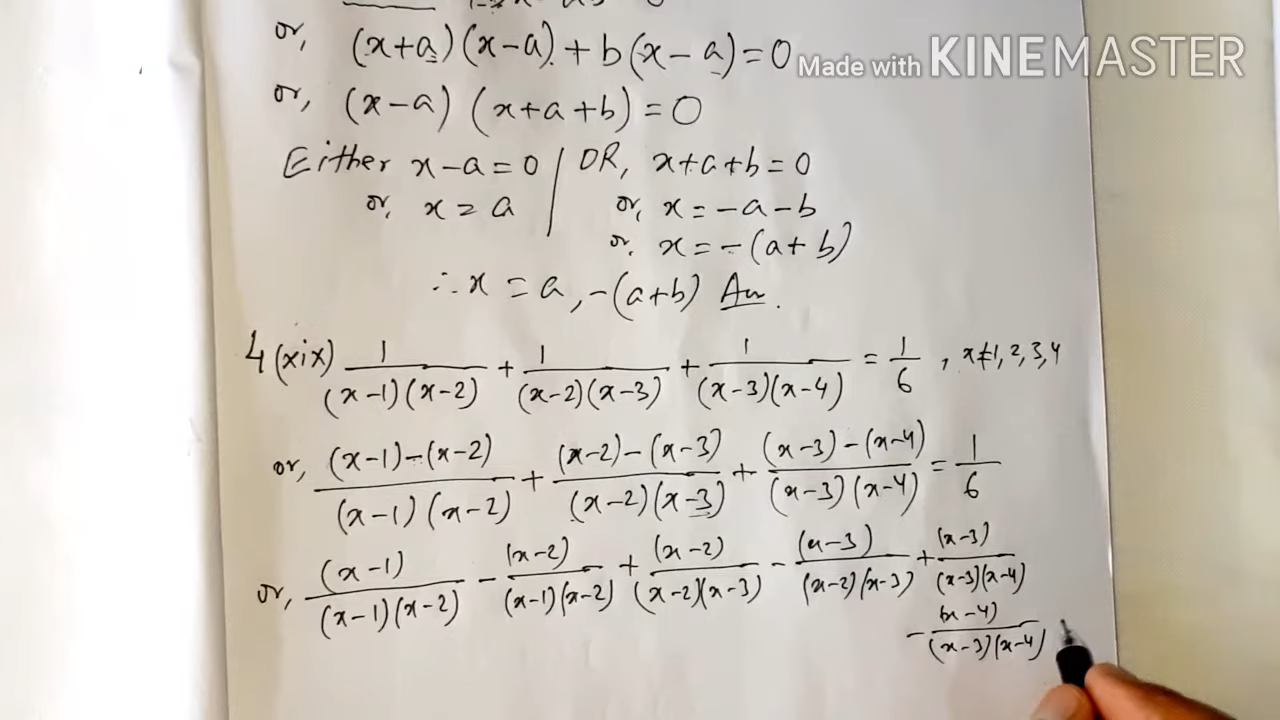 or, (x+a)(x-a)+b(x-a)=0
Made with KINEMASTER
or, (x-a) (x+a+b)=0
Either x-a=0 / OR, x+a+b=0
or, x=a or, x=-a-b
or, x=-(a+b)
∴x=a,-(a+b) An.
4(xix) 1/(x-1)(x-2) + 1/(x-2)(x-3) + 1/(x-3)(x-4) = 1/6 , x≠1,2,3,4
or, (x-1)-(x-2)/(x-1)(x-2) + (x-2)-(x-3)/(x-2)(x-3) + (x-3)-(x-4)/(x-3)(x-4) = 1/6
or, (x-1)/(x-1)(x-2) - (x-2)/(x-1)(x-2) + (x-2)/(x-2)(x-3) - (x-3)/(x-2)(x-3) + (x-3)/(x-3)(x-4)
- (x-4)/(x-3)(x-4)